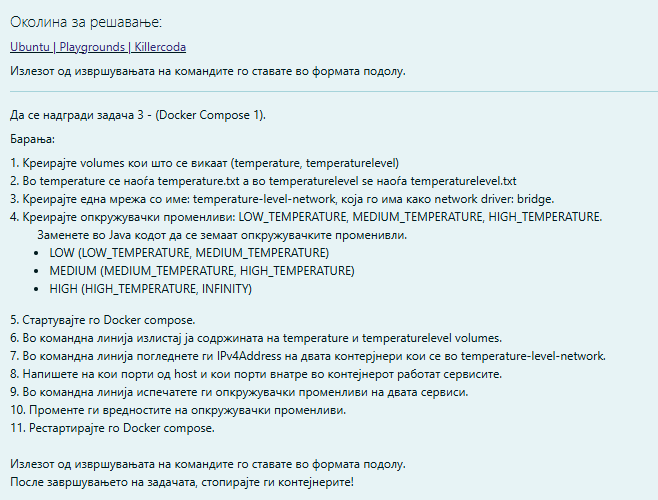 Околина за решавање:
Ubuntu | Playgrounds | Killercoda
Излезот од извршувањата на командите го ставате во формата подолу.
Да се надгради задача 3 - (Docker Compose 1).
Барања:
1. Креирајте volumes кои што се викаат (temperature, temperaturelevel)
2. Во temperature се наоѓа temperature.txt а во temperaturelevel se наоѓа temperaturelevel.txt
3. Креирајте една мрежа со име: temperature-level-network, која го има како network driver: bridge.
4. Креирајте опкружувачки променливи: LOW_TEMPERATURE, MEDIUM_TEMPERATURE, HIGH_TEMPERATURE.
Заменете во Java кодот да се земаат опкружувачките променивли.
• LOW (LOW_TEMPERATURE, MEDIUM_TEMPERATURE)
• MEDIUM (MEDIUM_TEMPERATURE, HIGH_TEMPERATURE)
• HIGH (HIGH_TEMPERATURE, INFINITY)
5. Стартувајте го Docker compose.
6. Во командна линија излистај ја содржината на temperature и temperaturelevel volumes.
7. Во командна линија погледнете ги IPv4Address на двата контерјнери кои се во temperature-level-network.
8. Напишете на кои порти од host и кои порти внатре во контејнерот работат сервисите.
9. Во командна линија испечатете ги опкружувачки променливи на двата сервиси.
10. Променте ги вредностите на опкружувачки променливи.
11. Рестартирајте го Docker compose.
Излезот од извршувањата на командите го ставате во формата подолу.
После завршувањето на задачата, стопирајте ги контејнерите!